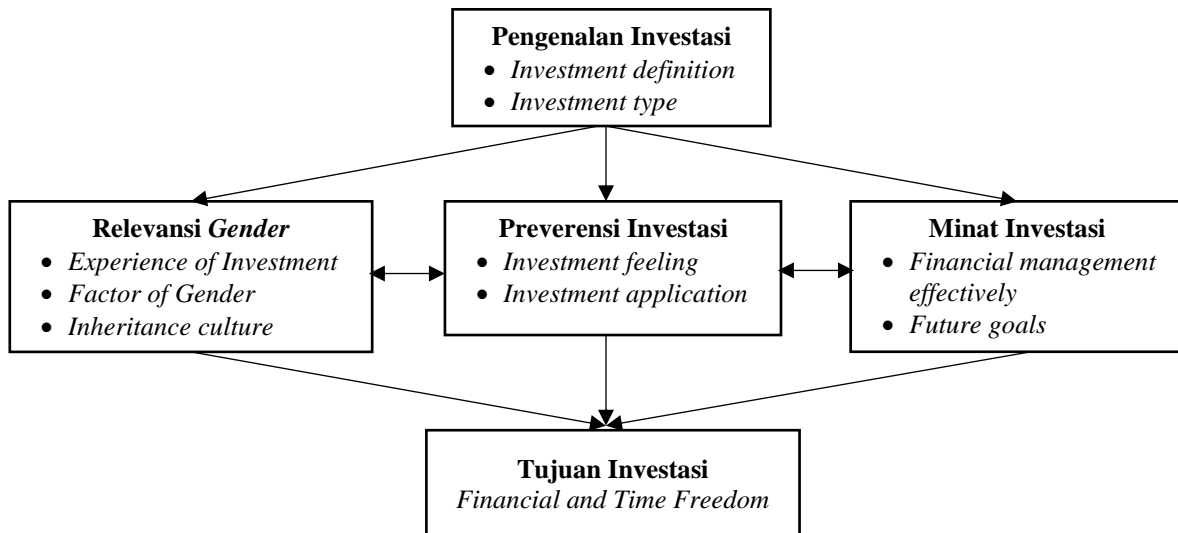 Pengenalan Investasi
• Investment definition
• Investment type
Relevansi Gender
• Experience of Investment
• Factor of Gender
• Inheritance culture
Preverensi Investasi
• Investment feeling
• Investment application
Minat Investasi
• Financial management
effectively
• Future goals
Tujuan Investasi
Financial and Time Freedom